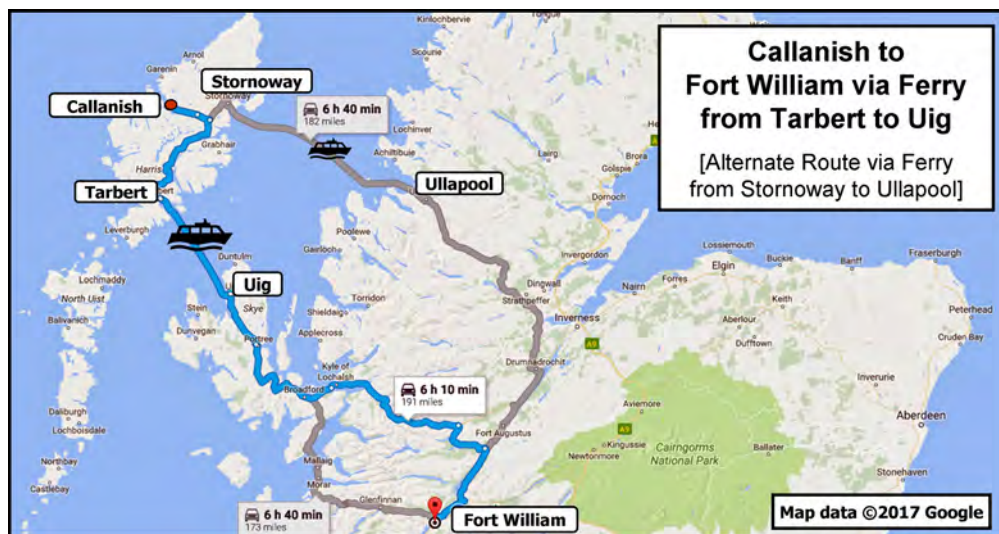 Callanish to
Fort William via Ferry
from Tarbert to Uig
[Alternate Route via Ferry
from Stornoway to Ullapool]
Kinlochbervie
Tongue
Scourie
Arnol
Garenin
Stornoway
Callanish
6 h 40 min
182 miles
Lochinver
Grabhair
Achiltibuie
Lairg
Brora
Golspie
Harris
Tarbert
Ullapool
Dornoch
Leverburgh
Poolewe
Gairloch
Invergordon
Lossiemouth
Fraserburgh
Buckie
Banff
Elgin
Duntulm
Lochmaddy
Uig
Dingwall
Strathpeffer
Nairn
Forres
Keith
North Uist
Skye
Stein
Torridon
Shieldaig
Inverness
Aberlour
Peterhead
Balivanich
Dunvegan
Portree
Applecross
A9
Dufftown
Cruden Bay
Drumnadrochit
Kyle of
Lochalsh
Inverurie
Broadford
6 h 10 min
191 miles
Aviemore
Aberdeen
Daliburgh
Lochboisdale
Fort Augustus
A9
Kingussie
Newtonmore
Cairngorms
National Park
Ballater
Northbay
Mallaig
Stonehaven
Castlebay
Morar
Glenfinnan
6 h 40 min
173 miles
Fort William
Map data ©2017 Google